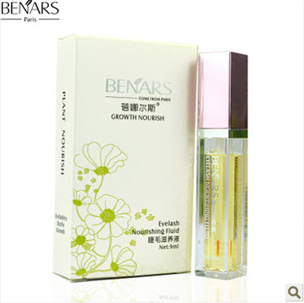 BENARS
Paris
BENARS
COME FROM PARIS
蓓娜尔斯®
GROWTH NOURISH
PLANT NOURISH
Eyelash
Nourishing Fluid
睫毛滋养液
Net:9ml
BENARS